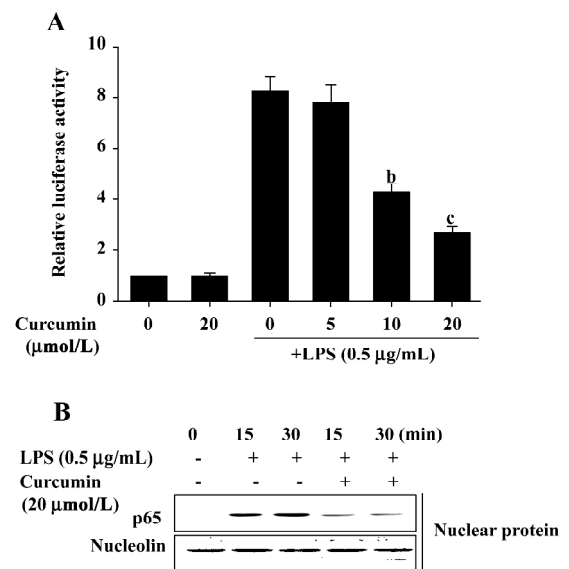 A
10
8
6
4
2
0
Relative luciferase activity
b
c
Curcumin 0 20 0 5 10 20
(μmol/L)
+LPS (0.5 μg/mL)
B
0 15 30 15 30 (min)
LPS (0.5 μg/mL) - + + + +
Curcumin - - - + +
(20 μmol/L)
p65
Nucleolin
Nuclear protein